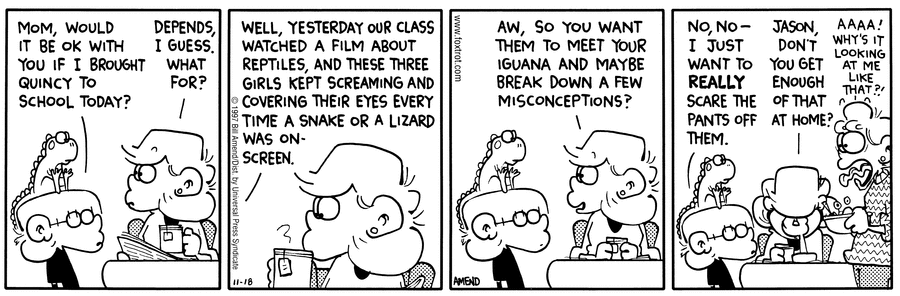 MOM, WOULD
IT BE OK WITH
YOU IF I BROUGHT
QUINCY TO
SCHOOL TODAY?
DEPENDS,
I GUESS.
WHAT
FOR?
WELL, YESTERDAY OUR CLASS
WATCHED A FILM ABOUT
REPTILES, AND THESE THREE
GIRLS KEPT SCREAMING AND
COVERING THEIR EYES EVERY
TIME A SNAKE OR A LIZARD
WAS ON-
SCREEN.
© 1997 Bill Amend/Dist. by Universal Press Syndicate
?
11-18
www.foxtrot.com
AW, SO YOU WANT
THEM TO MEET YOUR
IGUANA AND MAYBE
BREAK DOWN A FEW
MISCONCEPTIONS?
AMEND
NO, NO—
I JUST
WANT TO
REALLY
SCARE THE
PANTS OFF
THEM.
JASON,
DON'T
YOU GET
ENOUGH
OF THAT
AT HOME?
AAAA!
WHY'S IT
LOOKING
AT ME
LIKE
THAT?!